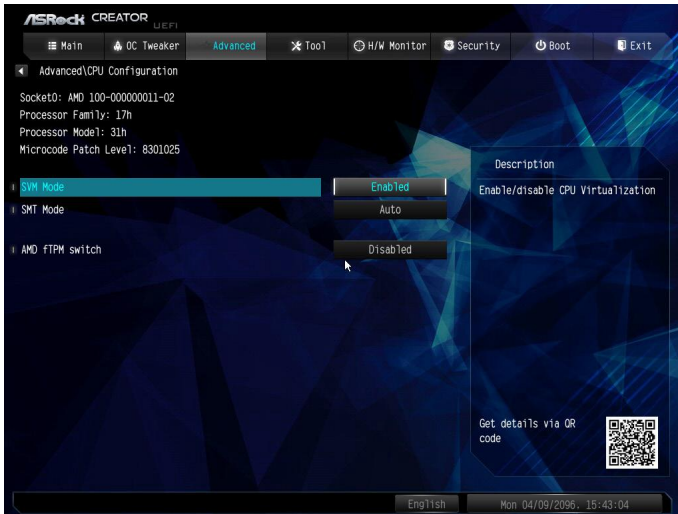 ASRock CREATOR UEFI
Main
OC Tweaker
Advanced
Tool
H/W Monitor
Security
Boot
Exit
Advanced\CPU Configuration
Socket0: AMD 100-000000011-02
Processor Family: 17h
Processor Model: 31h
Microcode Patch Level: 8301025
SVM Mode Enabled
SMT Mode Auto
AMD fTPM switch Disabled
Description
Enable/disable CPU Virtualization
Get details via QR
code
English
Mon 04/09/2096, 15:43:04